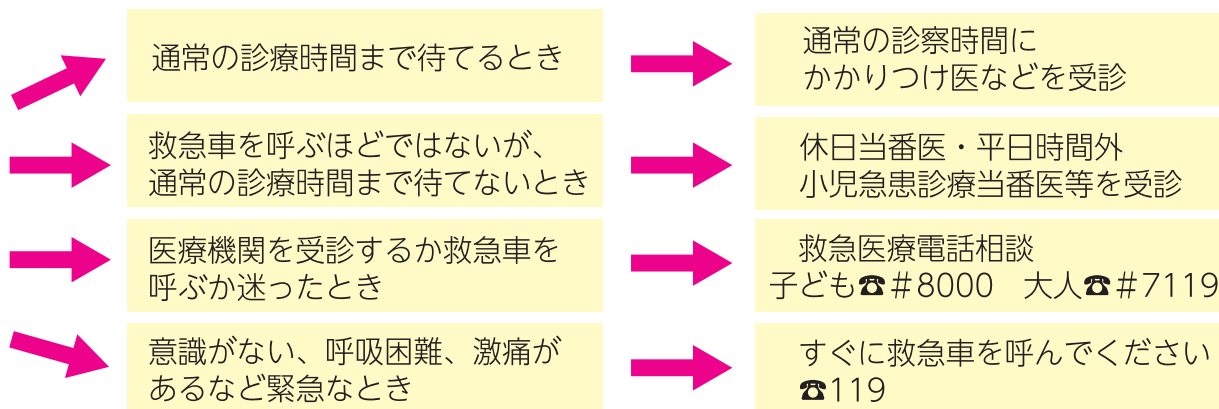 通常の診療時間まで待てるとき
通常の診察時間に
かかりつけ医などを受診
救急車を呼ぶほどではないが、
通常の診療時間まで待てないとき
休日当番医・平日時間外
小児急患診療当番医等を受診
医療機関を受診するか救急車を
呼ぶか迷ったとき
救急医療電話相談
子ども☎#8000　大人☎#7119
意識がない、呼吸困難、激痛が
あるなど緊急なとき
すぐに救急車を呼んでください
☎119